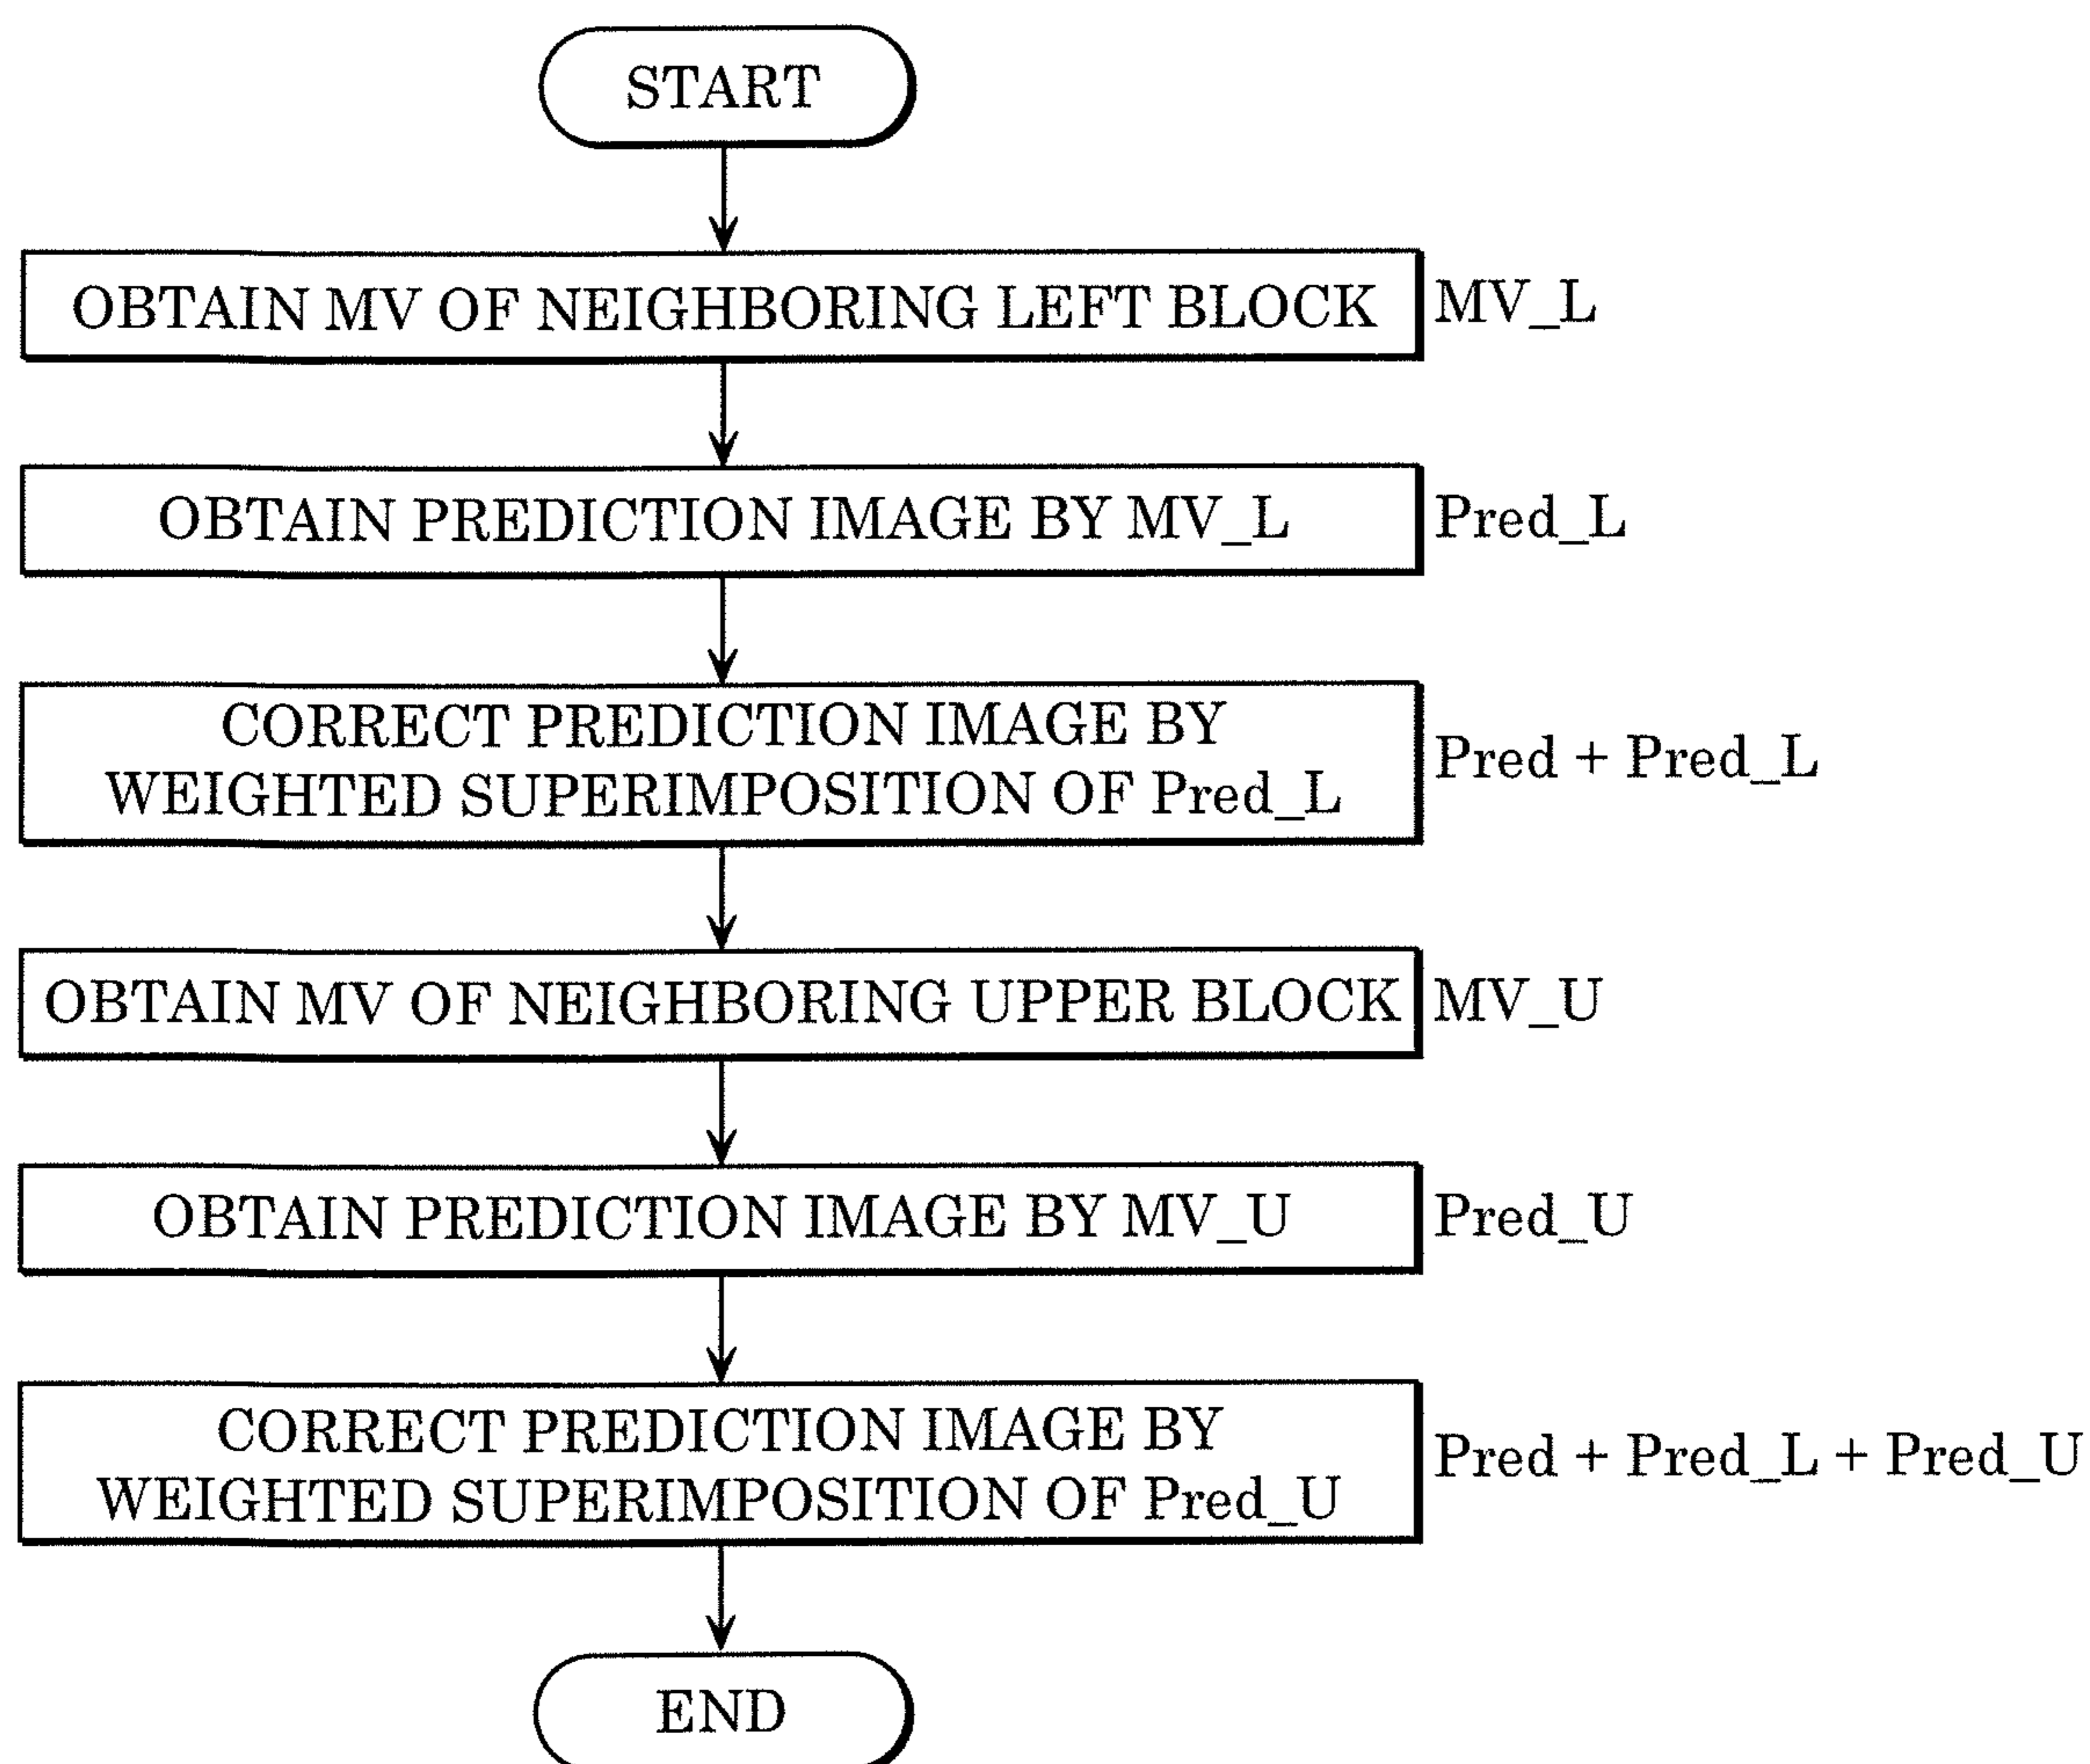 START
OBTAIN MV OF NEIGHBORING LEFT BLOCK
MV_L
OBTAIN PREDICTION IMAGE BY MV_L
Pred_L
CORRECT PREDICTION IMAGE BY
WEIGHTED SUPERIMPOSITION OF Pred_L
Pred + Pred_L
OBTAIN MV OF NEIGHBORING UPPER BLOCK
MV_U
OBTAIN PREDICTION IMAGE BY MV_U
Pred_U
CORRECT PREDICTION IMAGE BY
WEIGHTED SUPERIMPOSITION OF Pred_U
Pred + Pred_L + Pred_U
END